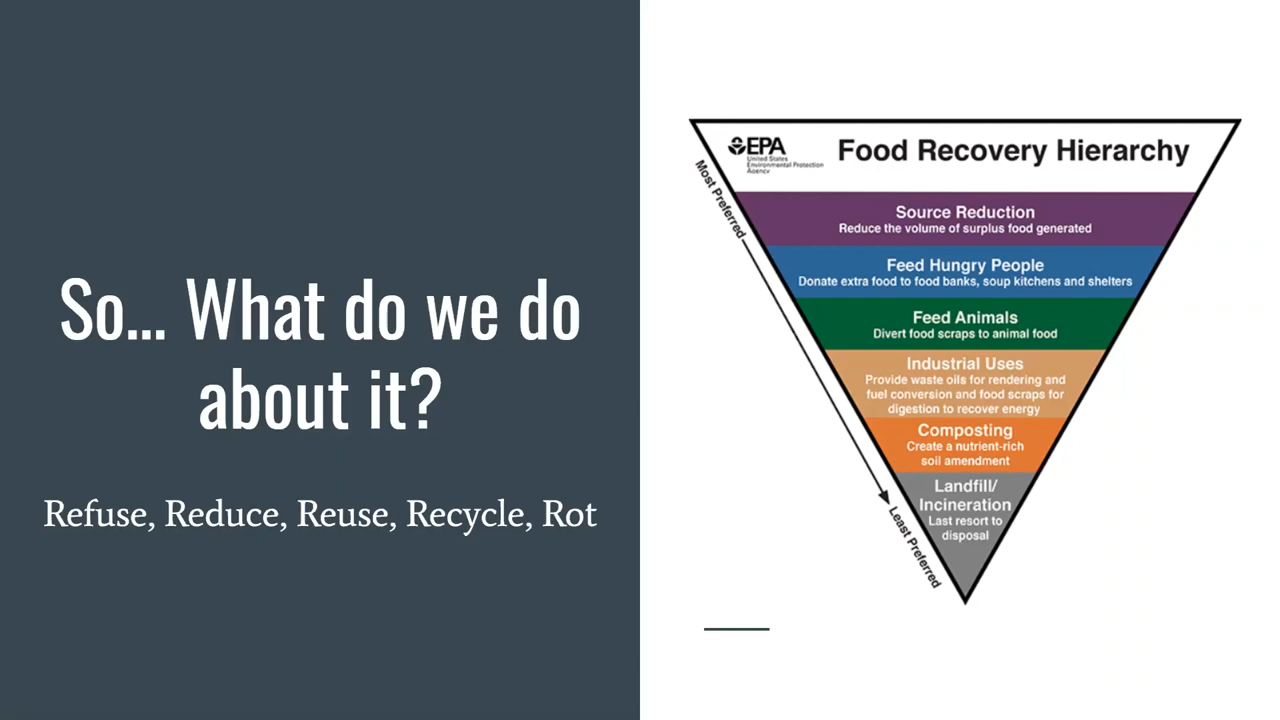 So... What do we do
about it?
Refuse, Reduce, Reuse, Recycle, Rot
EPA
United States
Environmental Protection
Agency
Food Recovery Hierarchy
Most Preferred
Source Reduction
Reduce the volume of surplus food generated
Feed Hungry People
Donate extra food to food banks, soup kitchens and shelters
Feed Animals
Divert food scraps to animal food
Industrial Uses
Provide waste oils for rendering and
fuel conversion and food scraps for
digestion to recover energy
Composting
Create a nutrient-rich
soil amendment
Landfill/
Incineration
Last resort to
disposal
Least Preferred